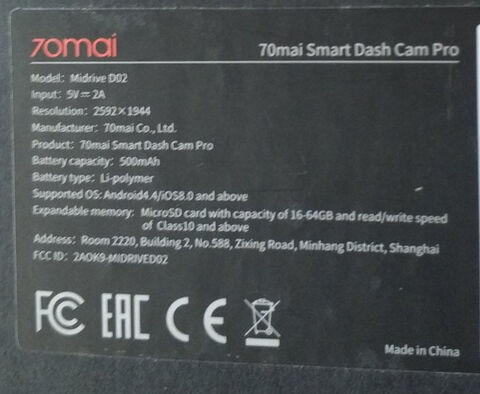 70mai
70mai Smart Dash Cam Pro
Model: Midrive D02
Input: 5V⎓2A
Resolution: 2592×1944
Manufacturer: 70mai Co., Ltd.
Product: 70mai Smart Dash Cam Pro
Battery capacity: 500mAh
Battery type: Li-polymer
Supported OS: Android4.4/iOS8.0 and above
Expandable memory: MicroSD card with capacity of 16-64GB and read/write speed
of Class10 and above
Address: Room 2220, Building 2, No.588, Zixing Road, Minhang District, Shanghai
FCC ID: 2AOK9-MIDRIVED02
FC EAC CE
Made in China